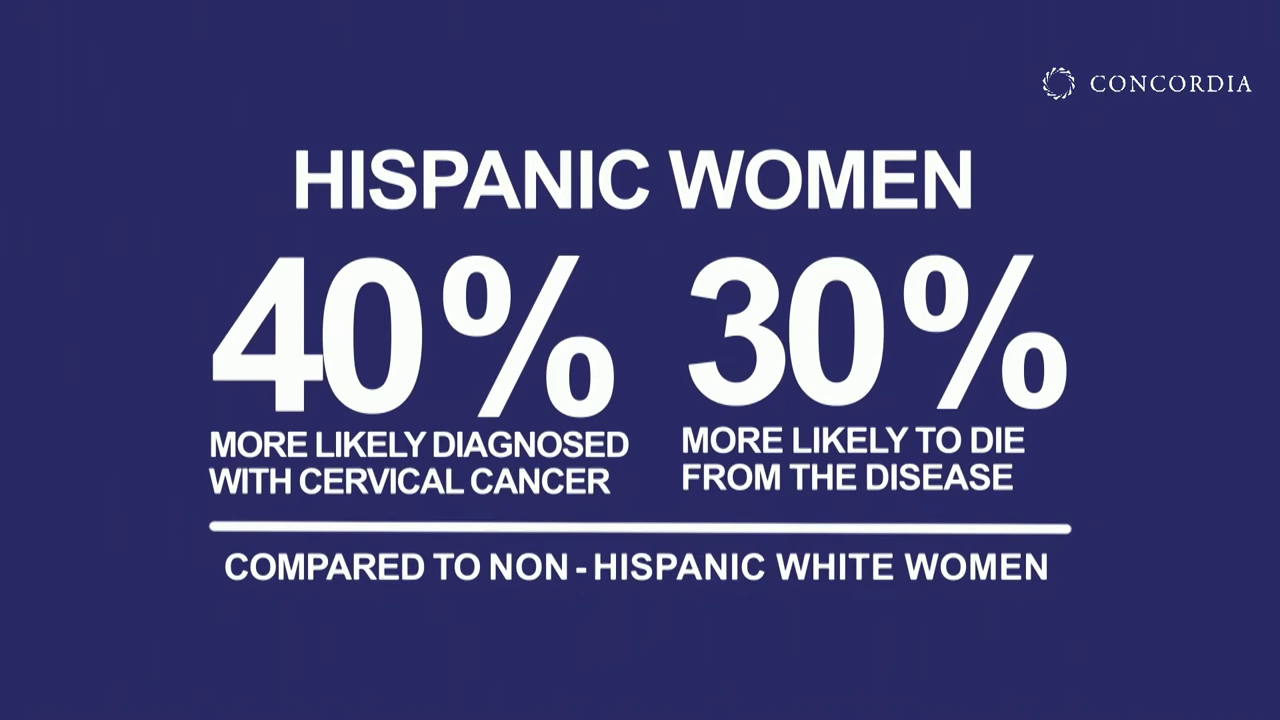 CONCORDIA
HISPANIC WOMEN
40% 30%
MORE LIKELY DIAGNOSED
WITH CERVICAL CANCER
MORE LIKELY TO DIE
FROM THE DISEASE
COMPARED TO NON - HISPANIC WHITE WOMEN